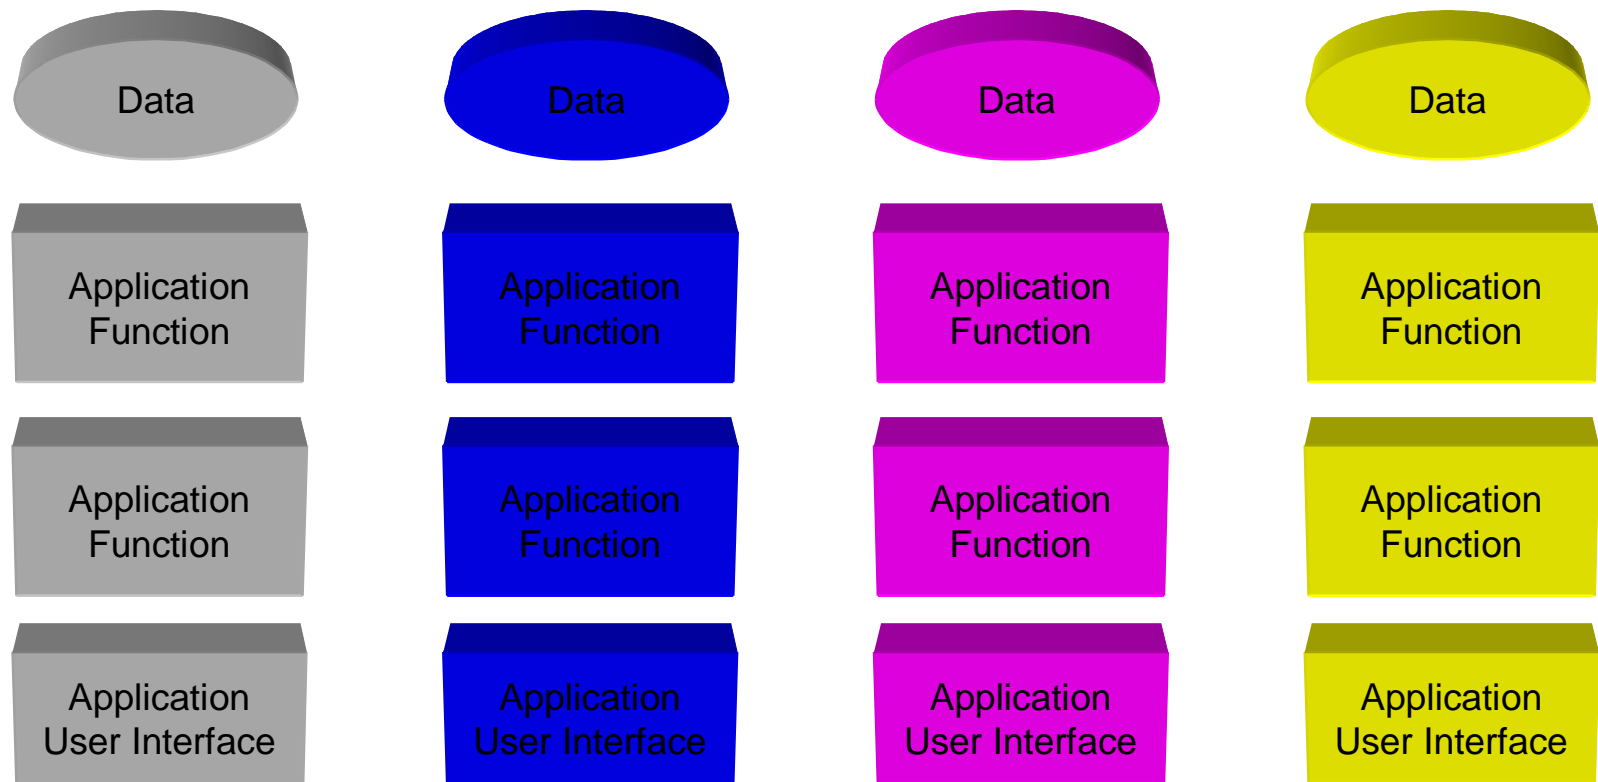 Data
Data
Data
Data
Application
Function
Application
Function
Application
Function
Application
Function
Application
Function
Application
Function
Application
Function
Application
Function
Application
User Interface
Application
User Interface
Application
User Interface
Application
User Interface